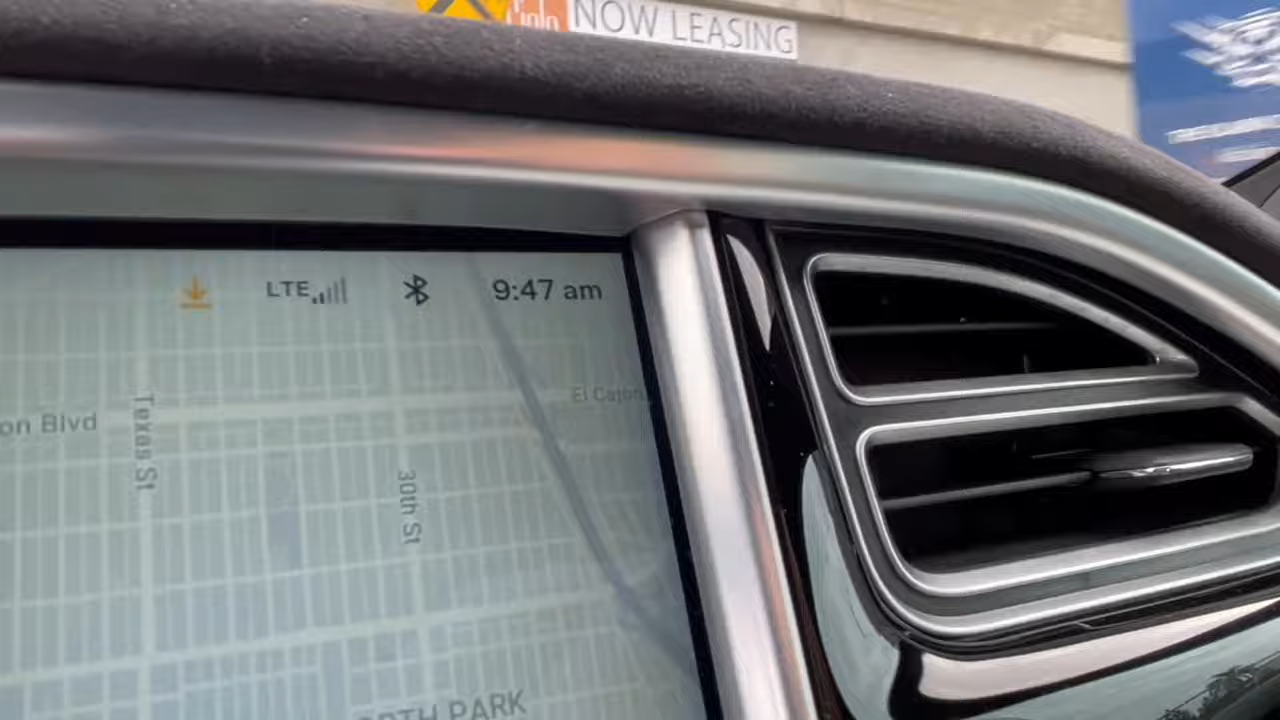 NOW LEASING
LTE
9:47 am
El Cajon
on Blvd
Texas St
30th St
RTH PARK